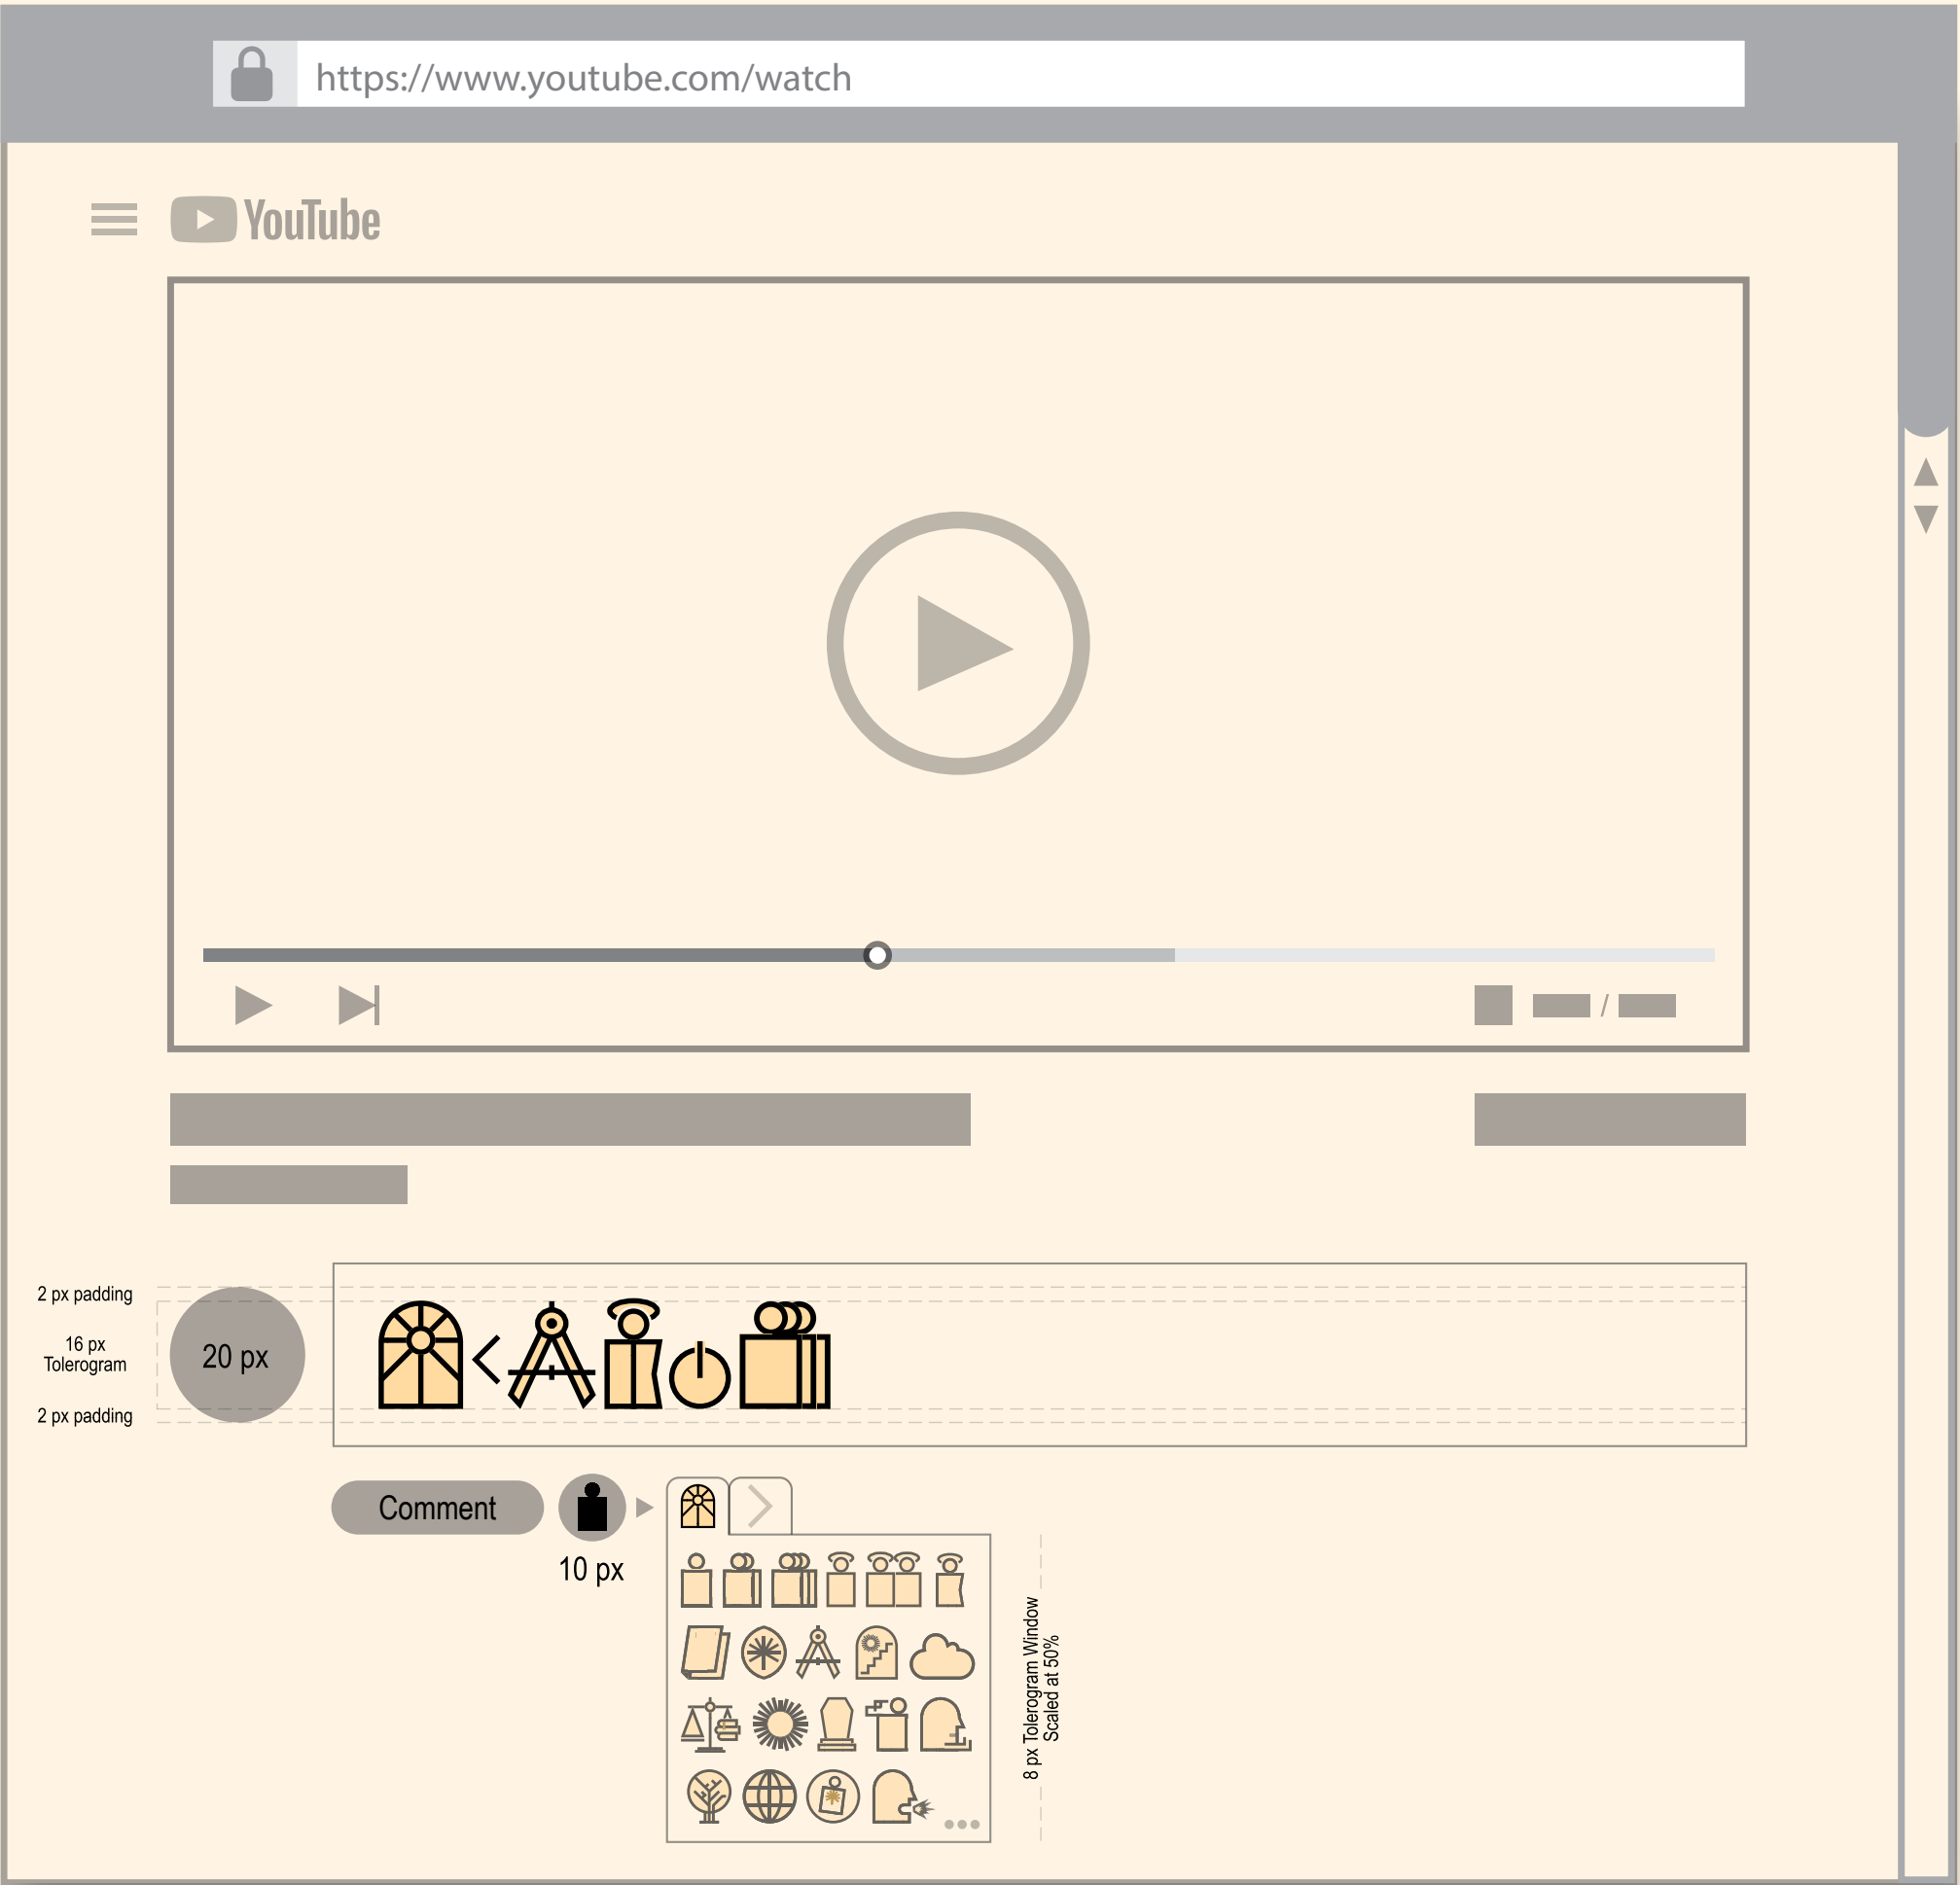 https://www.youtube.com/watch
YouTube
/
2 px padding
16 px
Tolerogram
2 px padding
20 px
Comment
10 px
8 px Tolerogram Window
Scaled at 50%